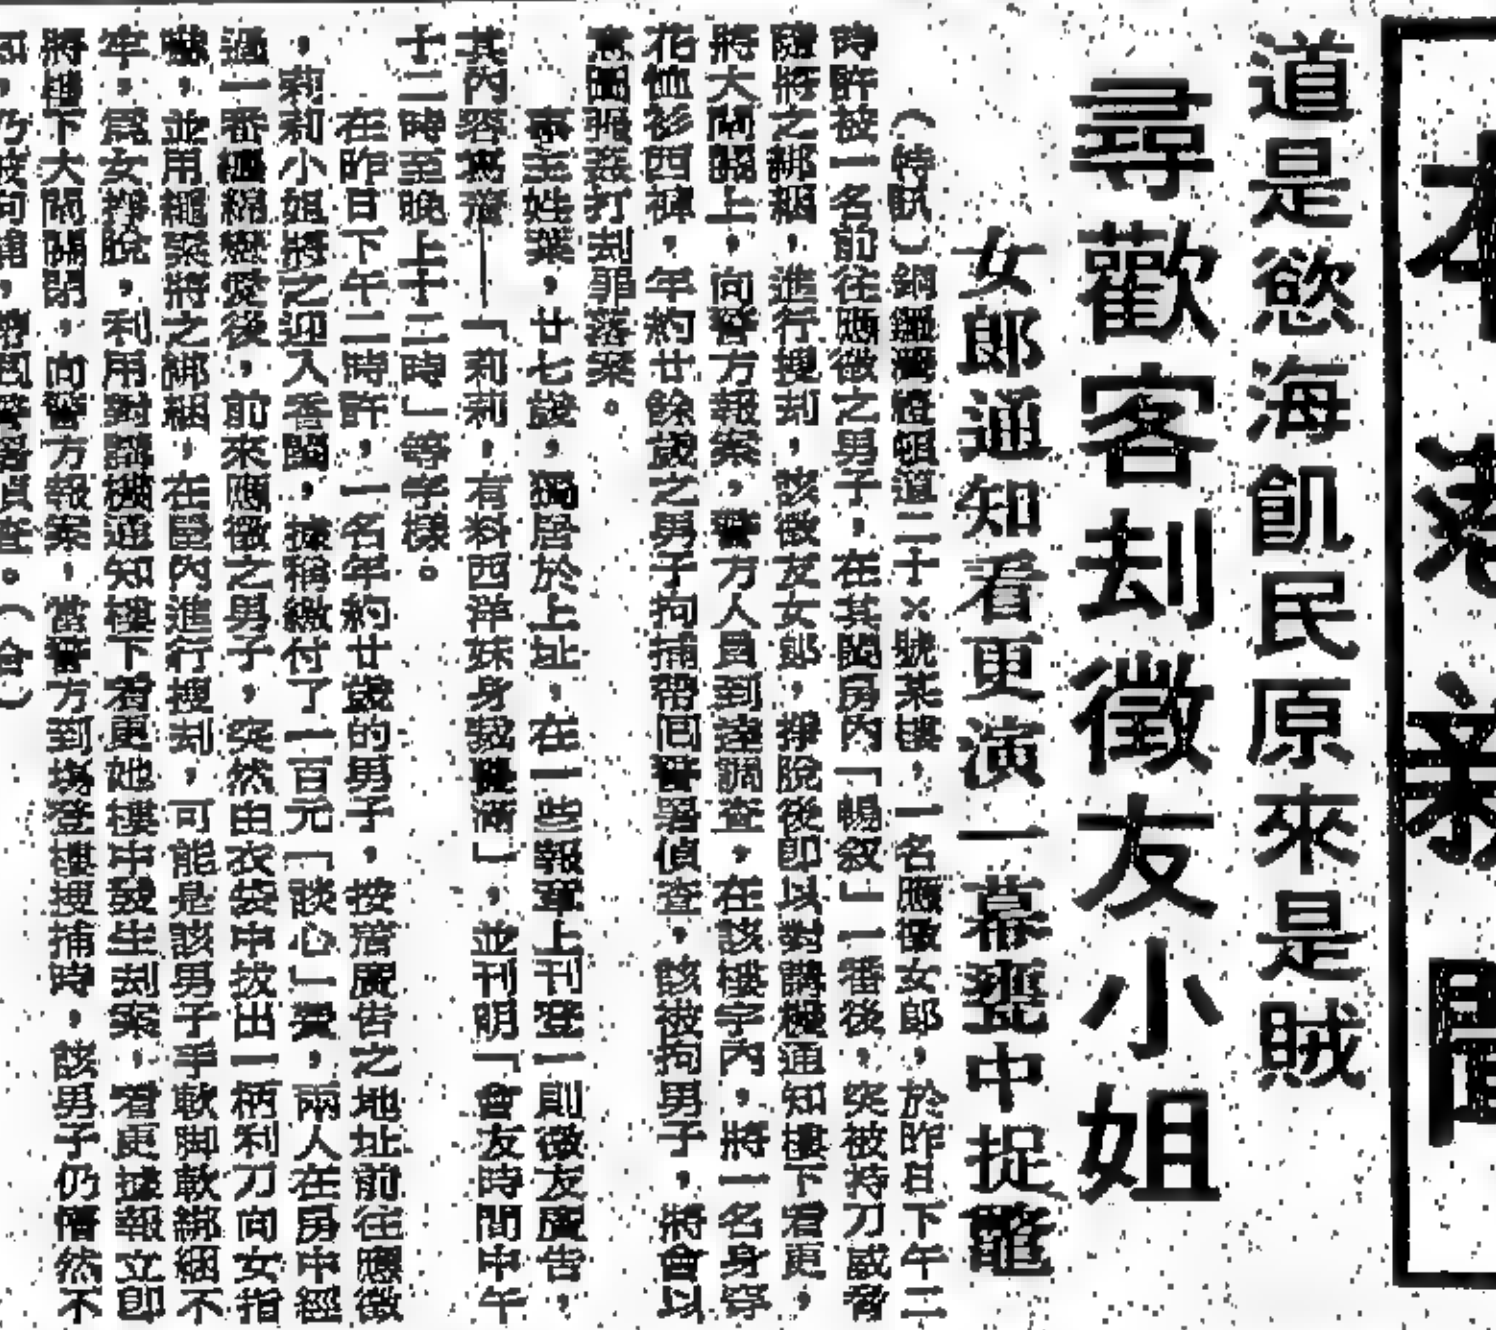 本港新聞
道是慾海飢民原來是賊
尋歡客刦徵友小姐
女郎通知看更演一幕甕中捉鼈
（特訊）銅鑼灣燈籠道二十×號某樓，一名應徵女郎，於昨日下午二
時許被一名前往應徵之男子，在其閨房內「暢叙」一番後，突被持刀威脅
隨將之綁綑，進行搜刦，該徵友女郎，掙脫後即以對講機通知樓下看更，
將大閘關上，向警方報案，警方人員到達調查，在該樓宇內，將一名身穿
花恤衫西褲，年約廿餘歲之男子拘捕帶囘警署偵查，該被拘男子，將會以
意圖強姦打刦罪落案。
事主姓葉，廿七歲，獨居於上址，在一些報章上刊登一則徵友廣告，
其內容爲着——「莉莉，有料西洋妹身裁豐滿」，並刊明「會友時間中午
十二時至晚上十二時」等字樣。
在昨日下午二時許，一名年約廿歲的男子，按着廣告之地址前往應徵
，莉莉小姐將之迎入香閨，據稱繳付了一百元「談心」費，兩人在房中經
過一番纏綿戀愛後，前來應徵之男子，突然由衣袋中拔出一柄利刀向女指
嚇，並用繩索將之綁綑，在屋內進行搜刦，可能是該男子手軟脚軟綁綑不
牢，爲女掙脫，利用對講機通知樓下看更她樓中發生刦案，看更據報立即
將樓下大閘關閉，向警方報案，當警方到塲登樓搜捕時，該男子仍懵然不
知，乃被拘捕，帶囘警署偵查。（合）